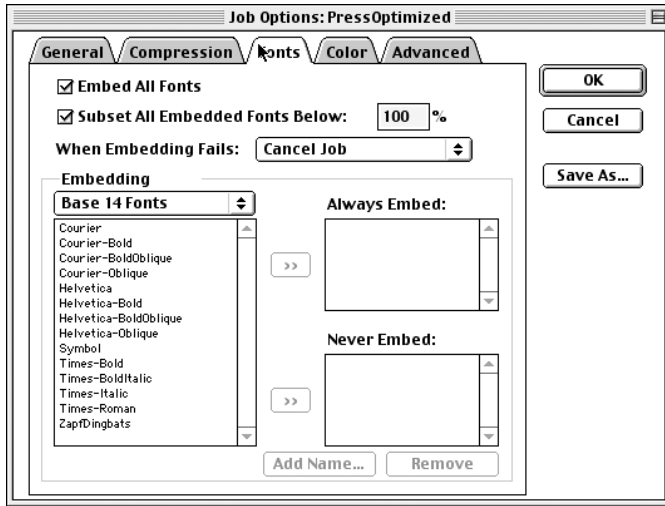 Job Options: PressOptimized
General Compression Fonts Color Advanced
Embed All Fonts
Subset All Embedded Fonts Below: 100 %
When Embedding Fails: Cancel Job
OK
Cancel
Save As...
Embedding
Base 14 Fonts
Courier
Courier-Bold
Courier-BoldOblique
Courier-Oblique
Helvetica
Helvetica-Bold
Helvetica-BoldOblique
Helvetica-Oblique
Symbol
Times-Bold
Times-BoldItalic
Times-Italic
Times-Roman
ZapfDingbats
>>
>>
Always Embed:
Never Embed:
Add Name... Remove